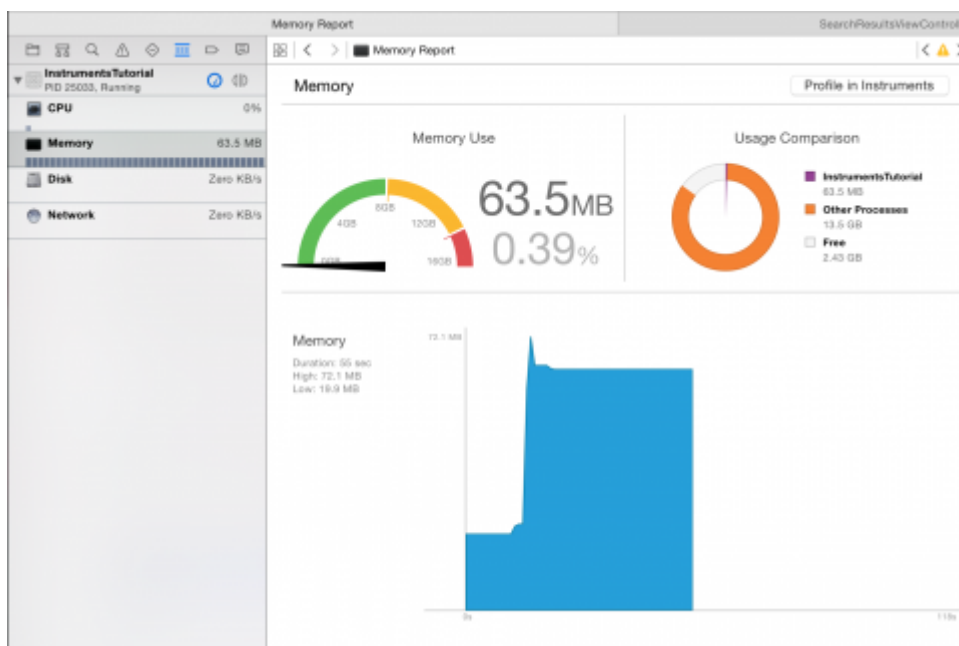 Memory Report
SearchResultsViewControl
Memory Report
InstrumentsTutorial
PID 25033, Running
CPU 0%
Memory 63.5 MB
Disk Zero KB/s
Network Zero KB/s
Memory
Profile in Instruments
Memory Use
0GB
4GB
8GB
12GB
16GB
63.5MB
0.39%
Usage Comparison
InstrumentsTutorial
63.5 MB
Other Processes
13.5 GB
Free
2.43 GB
Memory
Duration: 55 sec
High: 72.1 MB
Low: 19.9 MB
72.1 MB
0s
118s